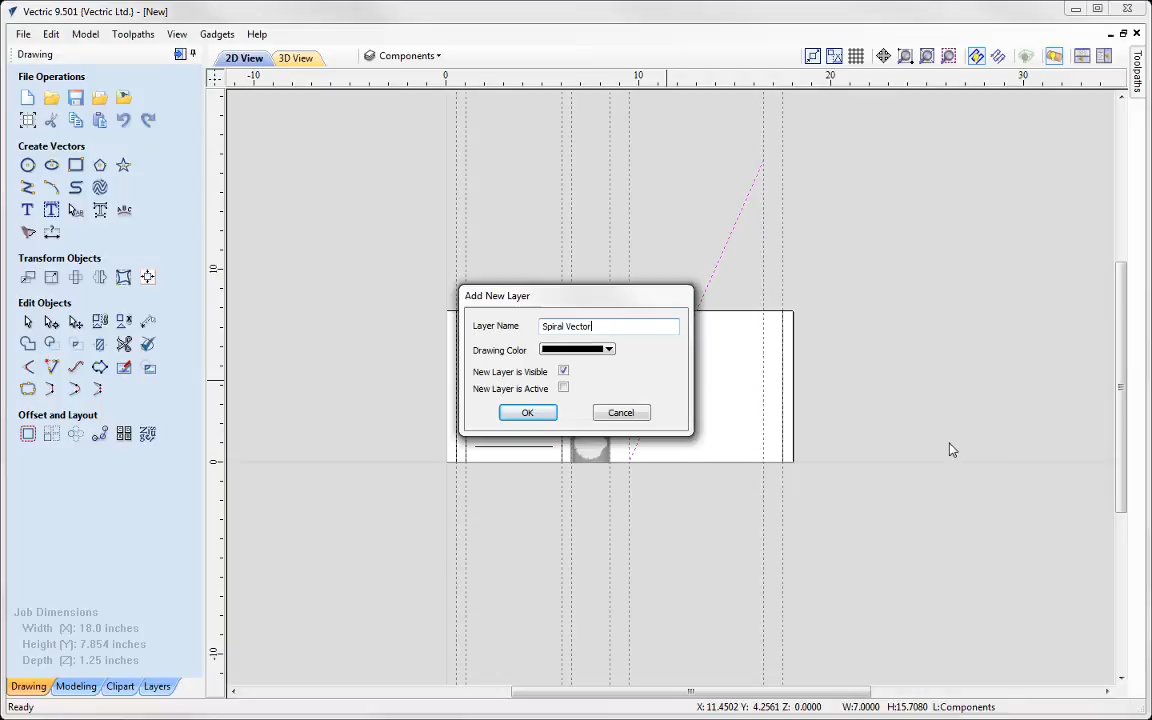 Vectric 9.501 {Vectric Ltd.} - [New]
File Edit Model Toolpaths View Gadgets Help
Drawing
2D View 3D View Components
Toolpaths
-10 0 10 20 30
File Operations
Create Vectors
T T T ABC
Transform Objects
10
Edit Objects
Add New Layer
Layer Name Spiral Vector
Drawing Color
New Layer is Visible
New Layer is Active
OK Cancel
Offset and Layout
0
Job Dimensions
Width (X): 18.0 inches
Height (Y): 7.854 inches
Depth (Z): 1.25 inches
-10
Drawing Modeling Clipart Layers
Ready X: 11.4502 Y: 4.2561 Z: 0.0000 W:7.0000 H:15.7080 L:Components